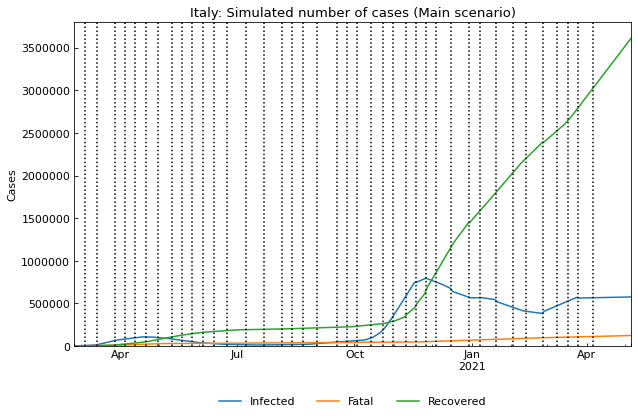 Italy: Simulated number of cases (Main scenario)
3500000
3000000
2500000
2000000
1500000
1000000
500000
0
Cases
Apr Jul Oct Jan Apr
2021
Infected Fatal Recovered